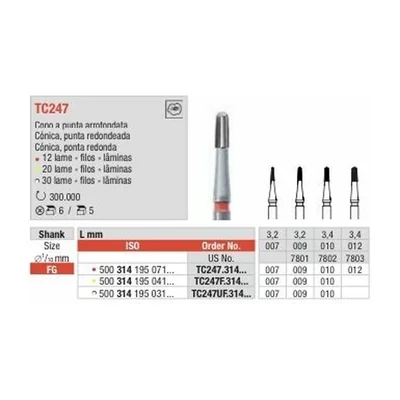 TC247
Cono a punta arrotondata
Cónica, punta redondeada
Cónica, ponta redonda
12 lame - filos - lâminas
20 lame - filos - lâminas
30 lame - filos - lâminas
300.000
6 / 5
Shank L mm 3,2 3,2 3,4 3,4
Size ISO Order No. 007 009 010 012
Ø 1/10 mm US No. 7801 7802 7803
FG 500 314 195 071... TC247.314... 007 009 010 012
500 314 195 041... TC247F.314... 007 009 010
500 314 195 031... TC247UF.314... 007 009 010